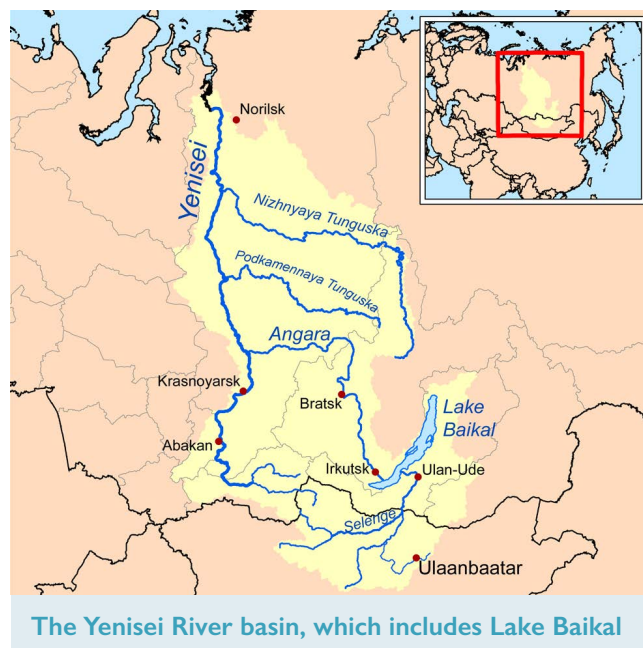 Norilsk
Yenisei
Nizhnyaya Tunguska
Podkamennaya Tunguska
Angara
Krasnoyarsk
Bratsk
Lake
Baikal
Abakan
Irkutsk
Ulan-Ude
Selenge
Ulaanbaatar
The Yenisei River basin, which includes Lake Baikal